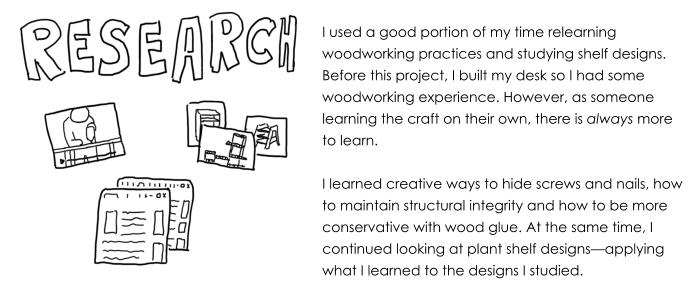 RESEARCH
I used a good portion of my time relearning
woodworking practices and studying shelf designs.
Before this project, I built my desk so I had some
woodworking experience. However, as someone
learning the craft on their own, there is always more
to learn.
I learned creative ways to hide screws and nails, how
to maintain structural integrity and how to be more
conservative with wood glue. At the same time, I
continued looking at plant shelf designs—applying
what I learned to the designs I studied.